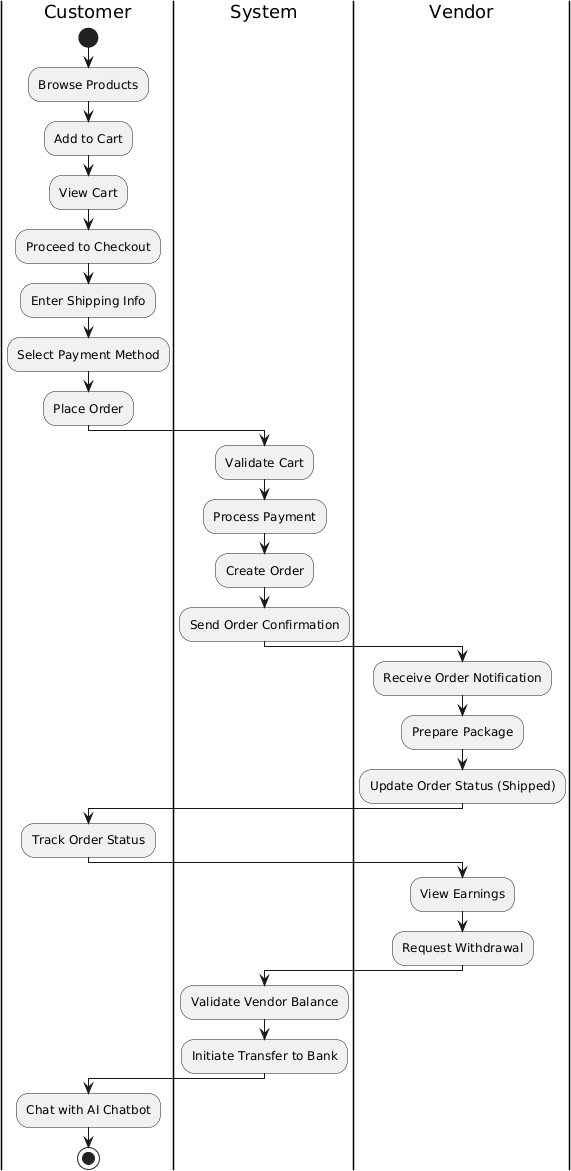 Customer
System
Vendor
Browse Products
Add to Cart
View Cart
Proceed to Checkout
Enter Shipping Info
Select Payment Method
Place Order
Validate Cart
Process Payment
Create Order
Send Order Confirmation
Receive Order Notification
Prepare Package
Update Order Status (Shipped)
Track Order Status
View Earnings
Request Withdrawal
Validate Vendor Balance
Initiate Transfer to Bank
Chat with AI Chatbot